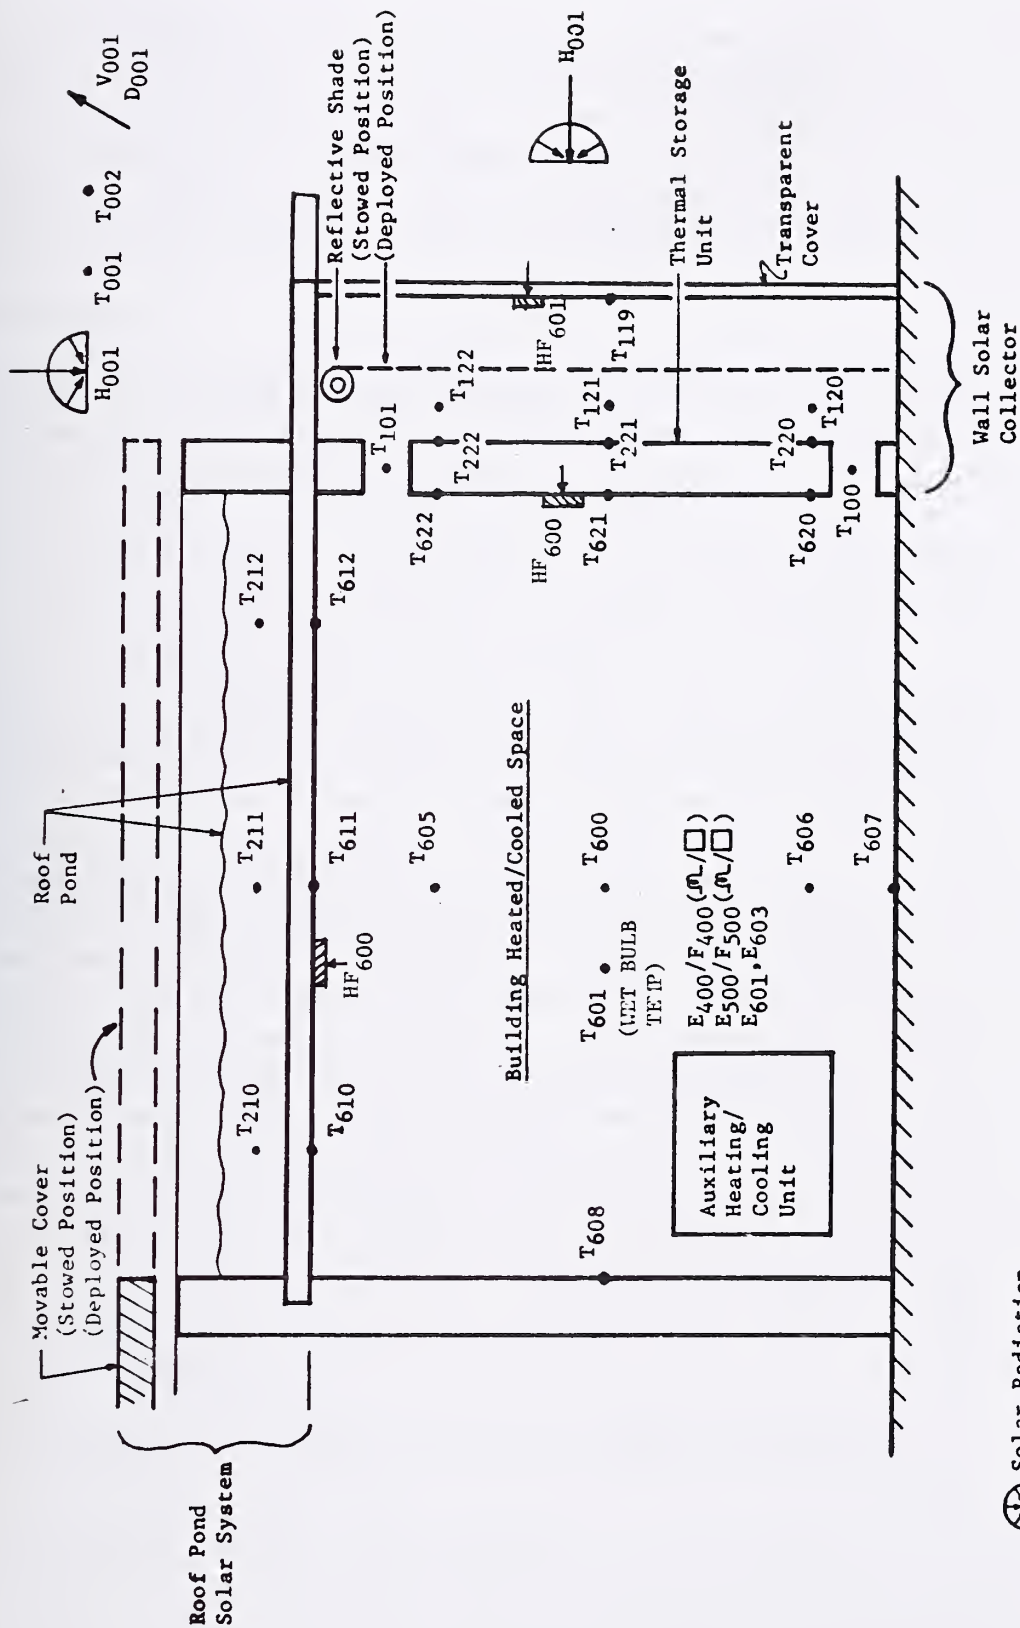 Roof Pond
Solar System
Movable Cover
(Stowed Position)
(Deployed Position)
Roof
Pond
H001
T001
T002
V001
D001
T210
T211
T212
T610
T611
T612
HF600
T101
Reflective Shade
(Stowed Position)
(Deployed Position)
H001
T605
T622
T222
T122
Building Heated/Cooled Space
HF600
HF601
T608
T601
(WET BULB
TEMP)
T600
T621
T221
T121
T119
Thermal Storage
Unit
Auxiliary
Heating/
Cooling
Unit
E400/F400(m/□)
E500/F500(m/□)
E601,E603
T606
T607
T620
T220
T120
T100
Transparent
Cover
Wall Solar
Collector
Solar Radiation